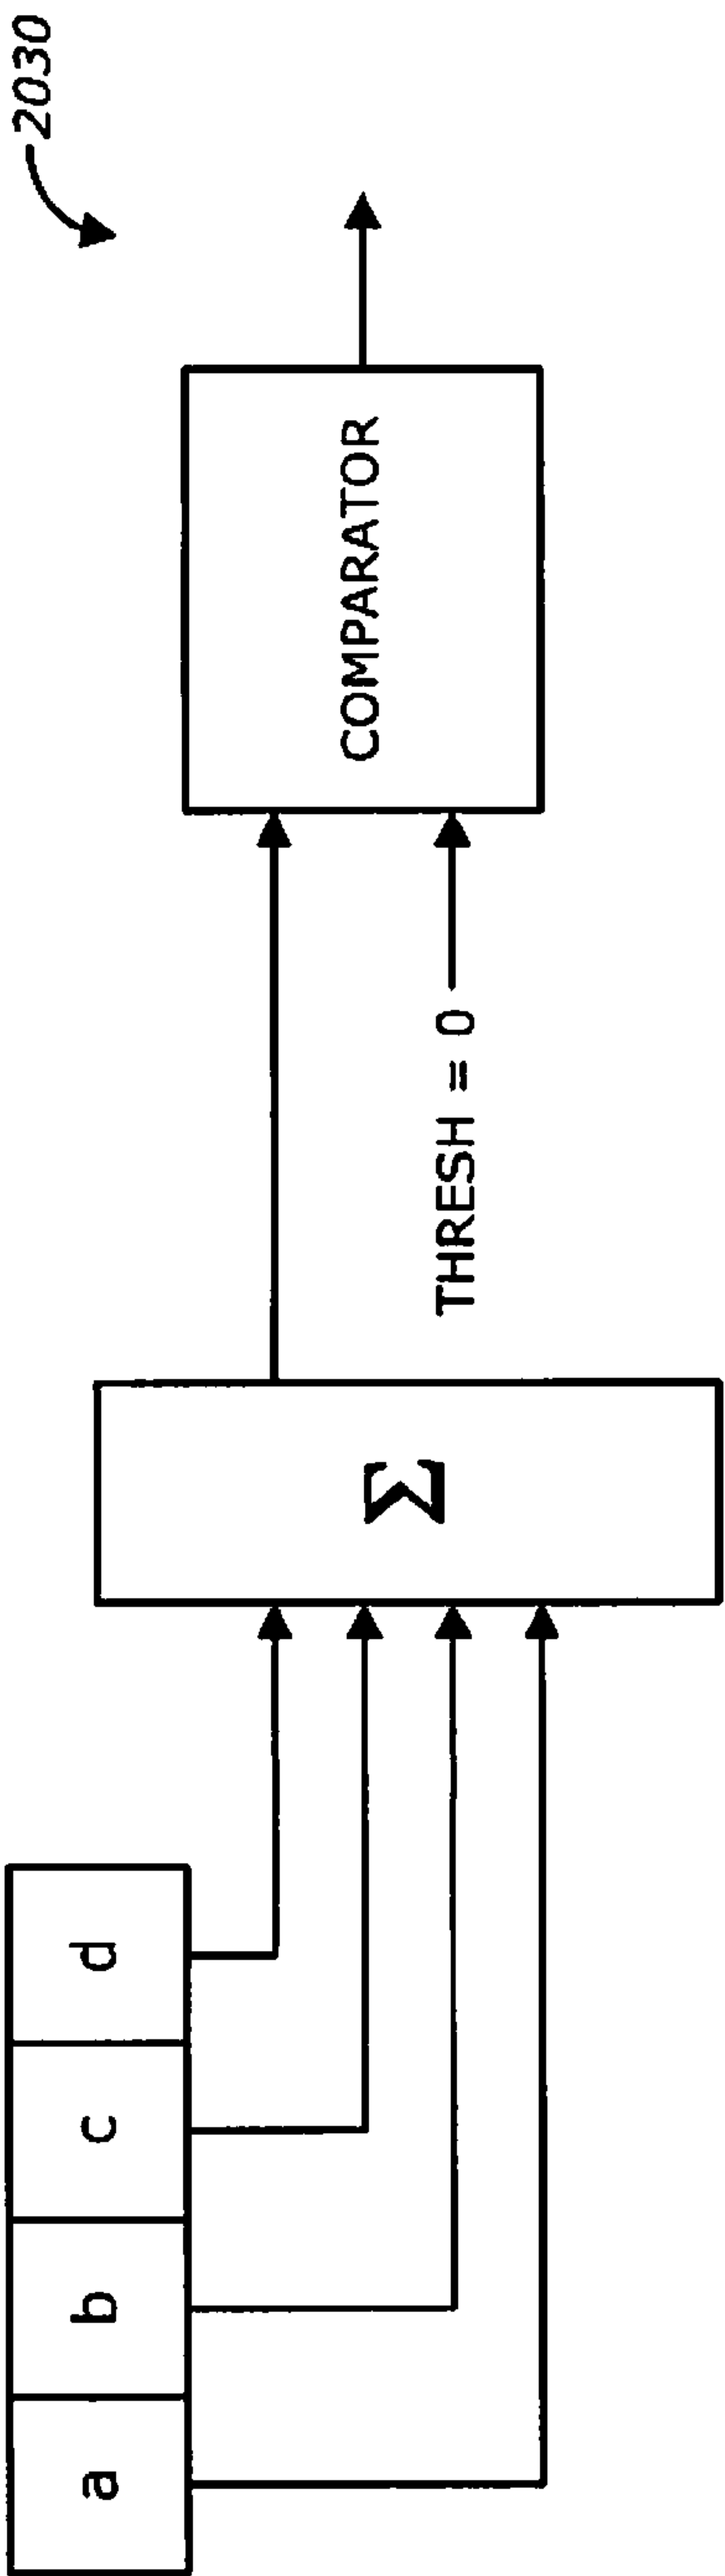 2030
a b c d
Σ
THRESH = 0
COMPARATOR